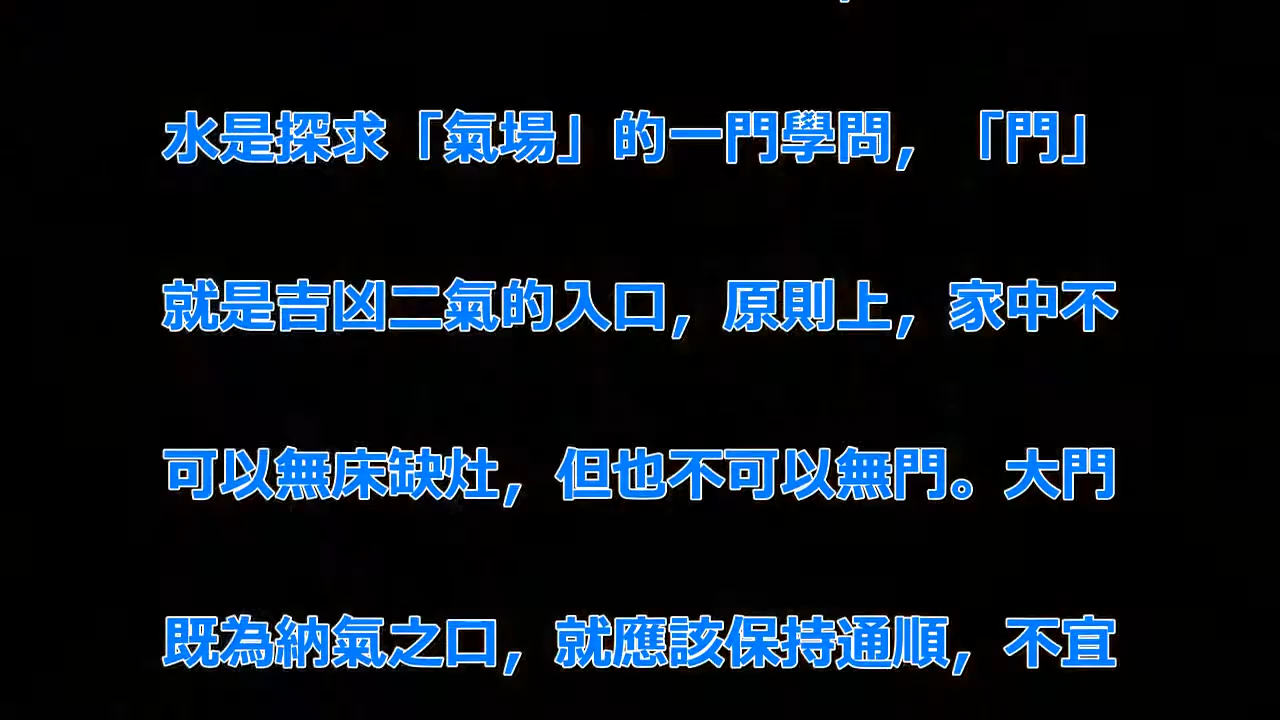 水是探求「氣場」的一門學問，「門」
就是吉凶二氣的入口，原則上，家中不
可以無床缺灶，但也不可以無門。大門
既為納氣之口，就應該保持通順，不宜